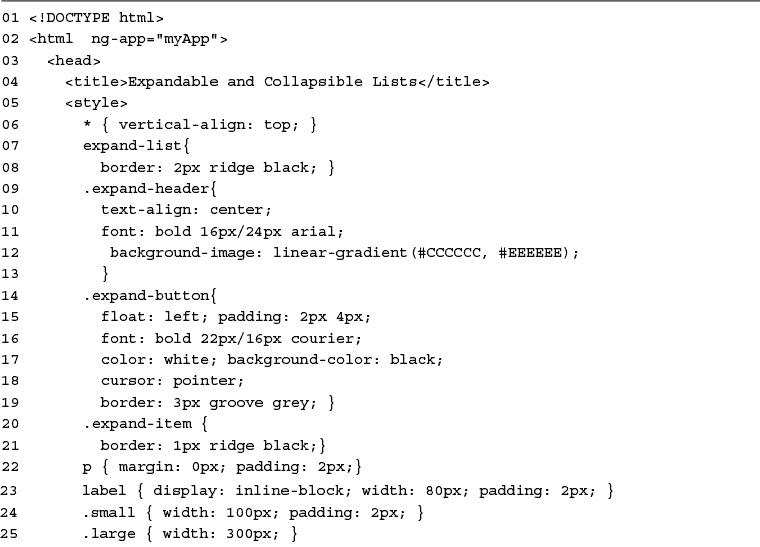 01 <!DOCTYPE html>
02 <html  ng-app="myApp">
03   <head>
04     <title>Expandable and Collapsible Lists</title>
05     <style>
06       * { vertical-align: top; }
07       expand-list{
08         border: 2px ridge black; }
09       .expand-header{
10         text-align: center;
11         font: bold 16px/24px arial;
12          background-image: linear-gradient(#CCCCCC, #EEEEEE);
13         }
14       .expand-button{
15         float: left; padding: 2px 4px;
16         font: bold 22px/16px courier;
17         color: white; background-color: black;
18         cursor: pointer;
19         border: 3px groove grey; }
20       .expand-item {
21         border: 1px ridge black;}
22       p { margin: 0px; padding: 2px;}
23       label { display: inline-block; width: 80px; padding: 2px; }
24       .small { width: 100px; padding: 2px; }
25       .large { width: 300px; }